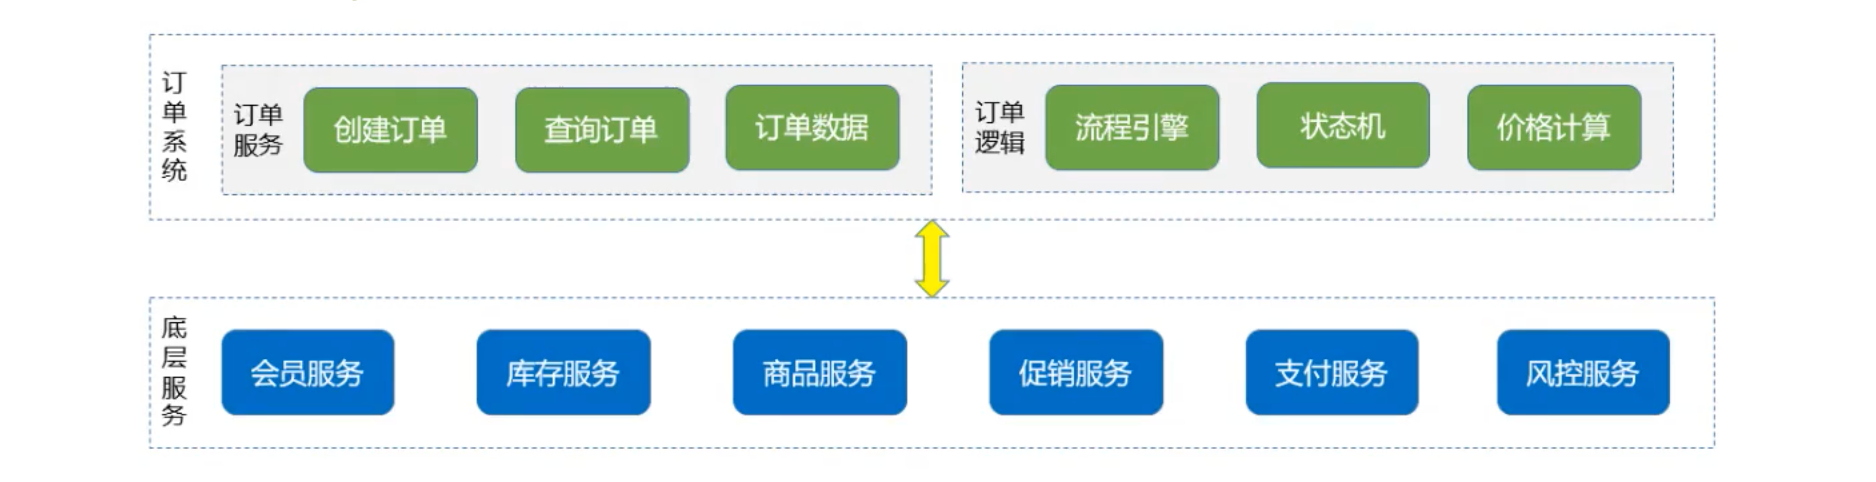 订单系统
订单
服务
创建订单
查询订单
订单数据
订单
逻辑
流程引擎
状态机
价格计算
底层服务
会员服务
库存服务
商品服务
促销服务
支付服务
风控服务